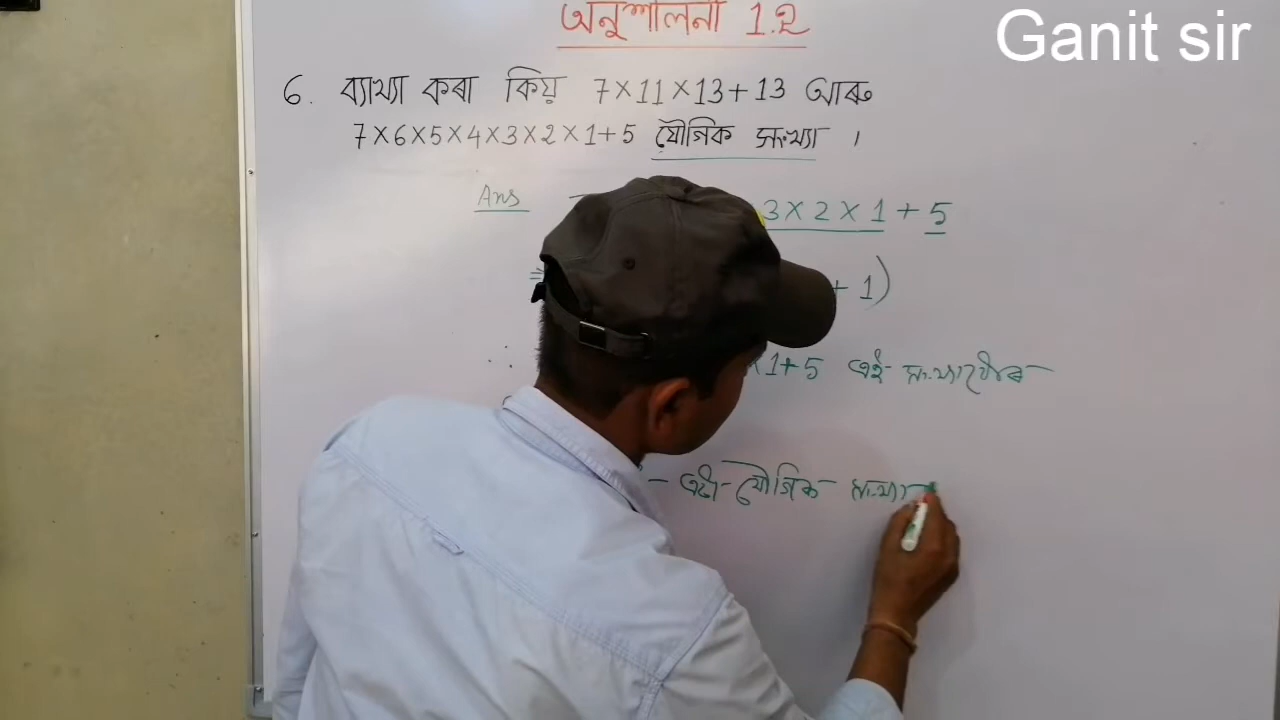 Ganit sir
অনুশীলনী 1.2
6. ব্যাখ্যা কৰা কিয় 7×11×13+13 আৰু
7×6×5×4×3×2×1+5 যৌগিক সংখ্যা ।
Ans 3×2×1+5
+ 1)
×1+5 এই সংখ্যাটোৰ
এটা যৌগিক সংখ্যা